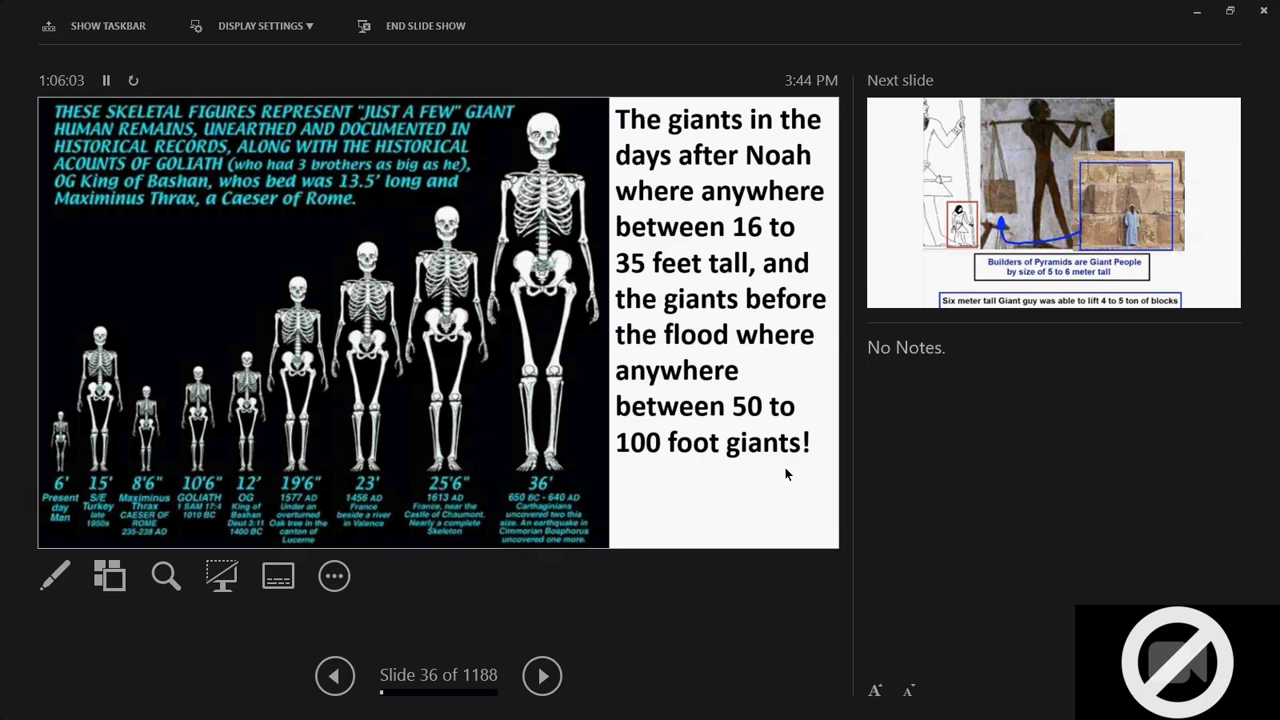 SHOW TASKBAR
DISPLAY SETTINGS ▼
END SLIDE SHOW
1:06:03
3:44 PM
Next slide
THESE SKELETAL FIGURES REPRESENT "JUST A FEW" GIANT
HUMAN REMAINS, UNEARTHED AND DOCUMENTED IN
HISTORICAL RECORDS, ALONG WITH THE HISTORICAL
ACOUNTS OF GOLIATH (who had 3 brothers as big as he),
OG King of Bashan, whos bed was 13.5' long and
Maximinus Thrax, a Caeser of Rome.
6'
Present
day
Man
15'
S/E
Turkey
late
1950s
8'6"
Maximinus
Thrax
CAESER OF
ROME
235-238 AD
10'6"
GOLIATH
1 SAM 17:4
1010 BC
12'
OG
King of
Bashan
Deut 3:11
1400 BC
19'6"
1577 AD
Under an
overturned
Oak tree in the
canton of
Lucerne
23'
1456 AD
France
beside a river
in Valence
25'6"
1613 AD
France, near the
Castle of Chaumont.
Nearly a complete
Skeleton
36'
650 BC - 640 AD
Carthaginians
uncovered two this
size. An earthquake in
Cimmorian Bosphorus
uncovered one more.
The giants in the
days after Noah
where anywhere
between 16 to
35 feet tall, and
the giants before
the flood where
anywhere
between 50 to
100 foot giants!
Builders of Pyramids are Giant People
by size of 5 to 6 meter tall
Six meter tall Giant guy was able to lift 4 to 5 ton of blocks
No Notes.
Slide 36 of 1188
A A